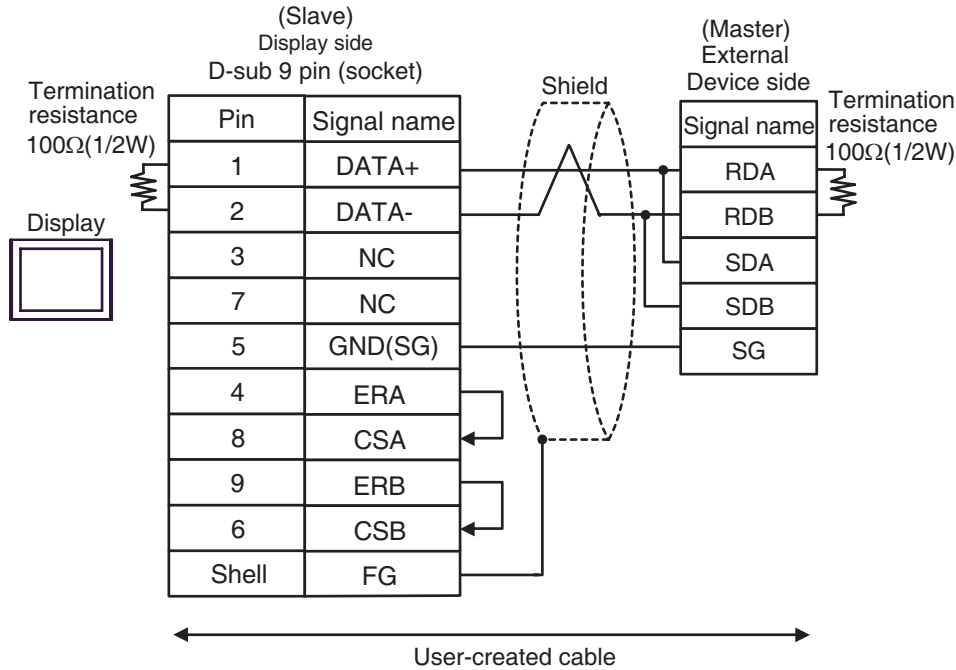 (Slave)
Display side
D-sub 9 pin (socket)
(Master)
External
Device side
Shield
Termination
resistance
100Ω(1/2W)
Termination
resistance
100Ω(1/2W)
Display
Pin Signal name
1 DATA+
2 DATA-
3 NC
7 NC
5 GND(SG)
4 ERA
8 CSA
9 ERB
6 CSB
Shell FG
Signal name
RDA
RDB
SDA
SDB
SG
User-created cable